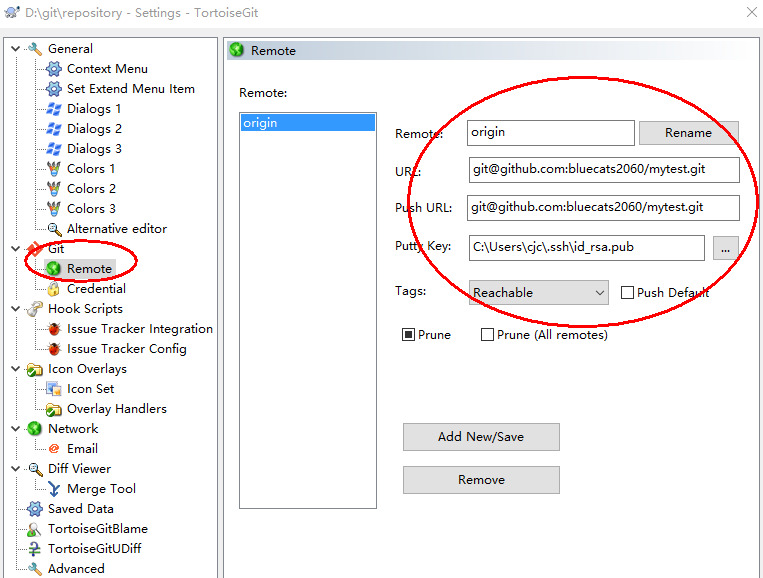 D:\git\repository - Settings - TortoiseGit
General
Context Menu
Set Extend Menu Item
Dialogs 1
Dialogs 2
Dialogs 3
Colors 1
Colors 2
Colors 3
Alternative editor
Git
Remote
Credential
Hook Scripts
Issue Tracker Integration
Issue Tracker Config
Icon Overlays
Icon Set
Overlay Handlers
Network
Email
Diff Viewer
Merge Tool
Saved Data
TortoiseGitBlame
TortoiseGitUDiff
Advanced
Remote
Remote:
origin
Remote: origin Rename
URL: git@github.com:bluecats2060/mytest.git
Push URL: git@github.com:bluecats2060/mytest.git
Putty Key: C:\Users\cjc\.ssh\id_rsa.pub ...
Tags: Reachable Push Default
Prune Prune (All remotes)
Add New/Save
Remove